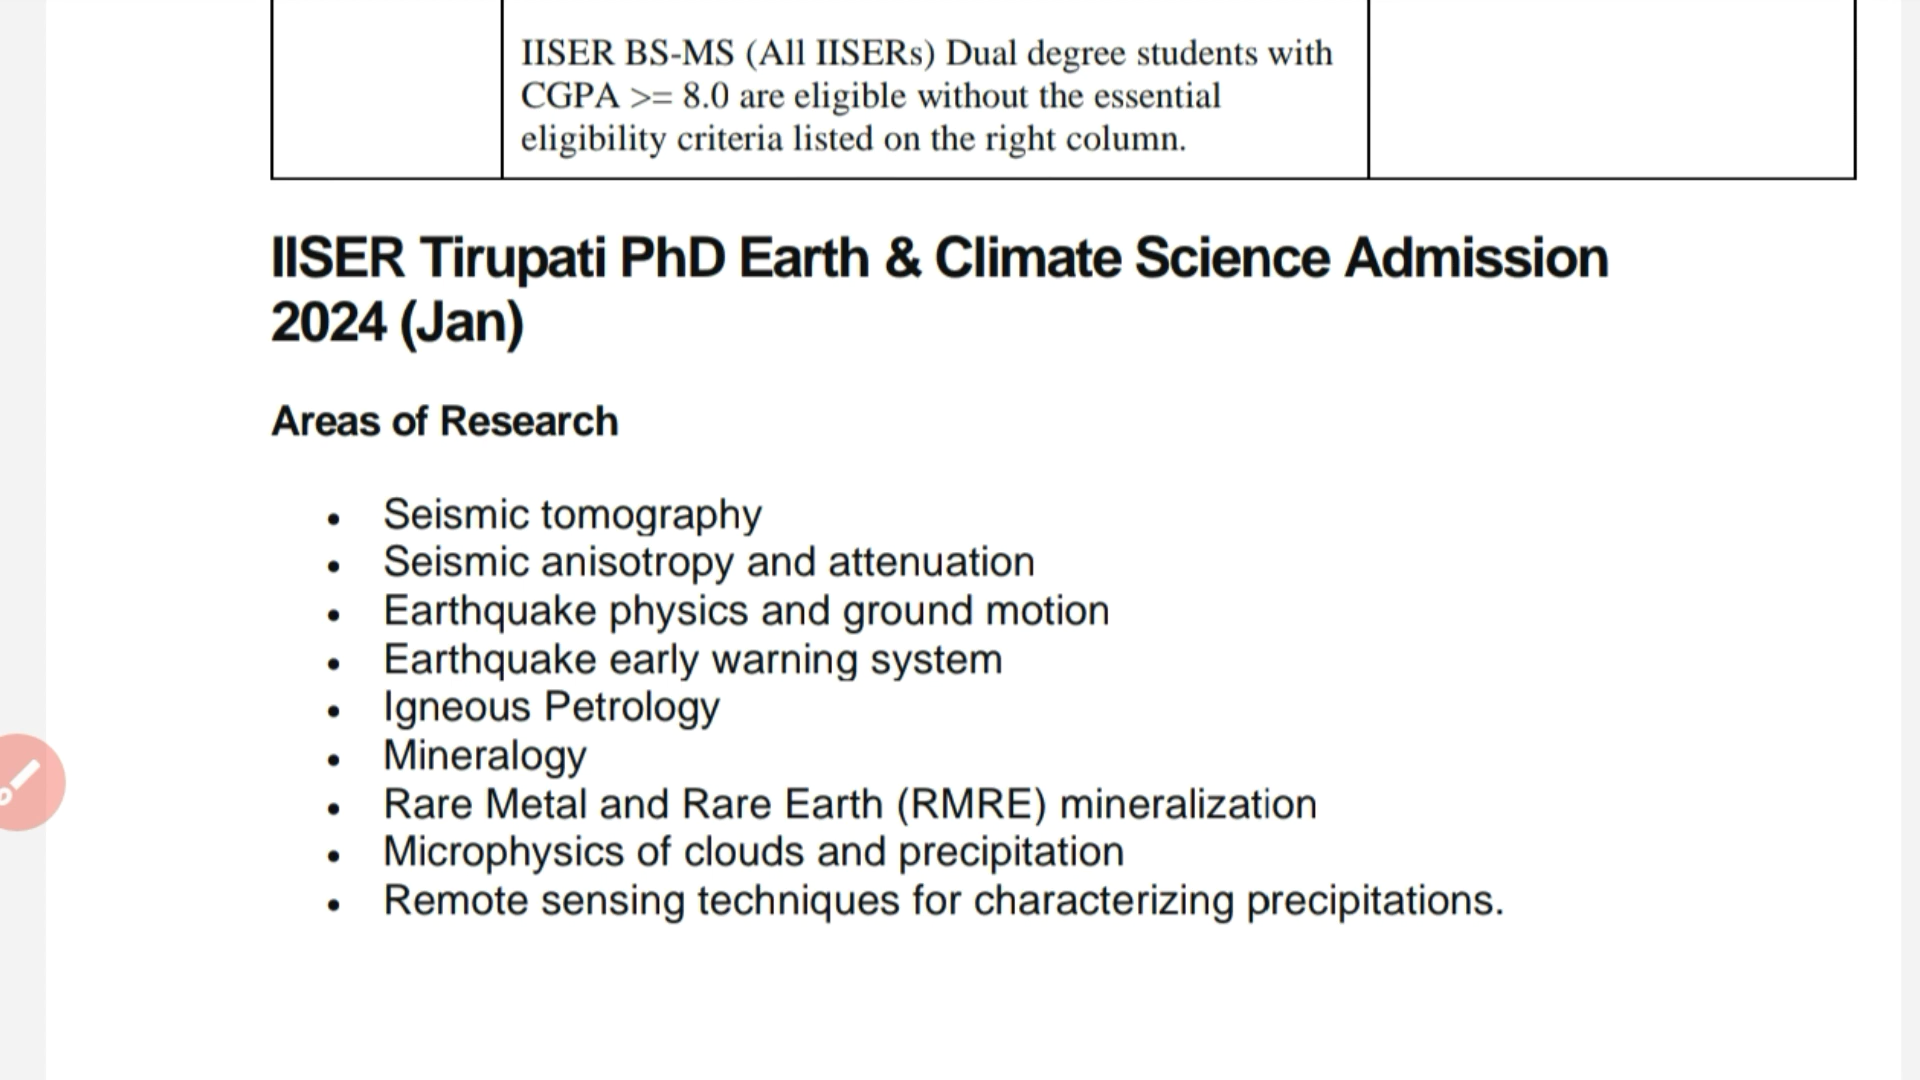 IISER BS-MS (All IISERs) Dual degree students with
CGPA >= 8.0 are eligible without the essential
eligibility criteria listed on the right column.
IISER Tirupati PhD Earth & Climate Science Admission
2024 (Jan)
Areas of Research
• Seismic tomography
• Seismic anisotropy and attenuation
• Earthquake physics and ground motion
• Earthquake early warning system
• Igneous Petrology
• Mineralogy
• Rare Metal and Rare Earth (RMRE) mineralization
• Microphysics of clouds and precipitation
• Remote sensing techniques for characterizing precipitations.